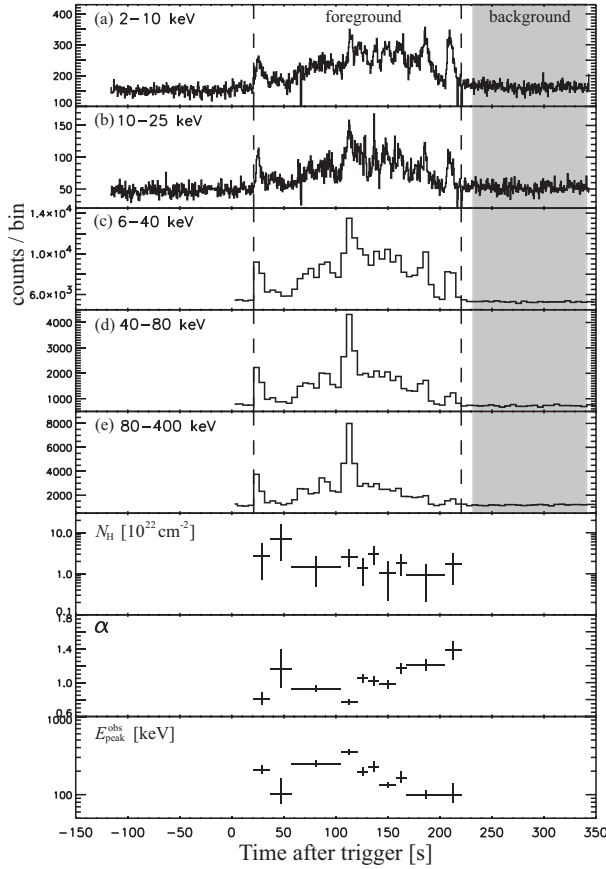 foreground
background
(a) 2−10 keV
400
300
200
100
(b) 10−25 keV
150
100
50
(c) 6−40 keV
1.4×10⁴
1.0×10⁴
6.0×10³
(d) 40−80 keV
4000
3000
2000
1000
(e) 80−400 keV
8000
6000
4000
2000
counts / bin
N_H [10²² cm⁻²]
10.0
1.0
0.1
α
1.8
1.4
1.0
0.6
E_peak^obs [keV]
1000
100
−150 −100 −50 0 50 100 150 200 250 300 350
Time after trigger [s]